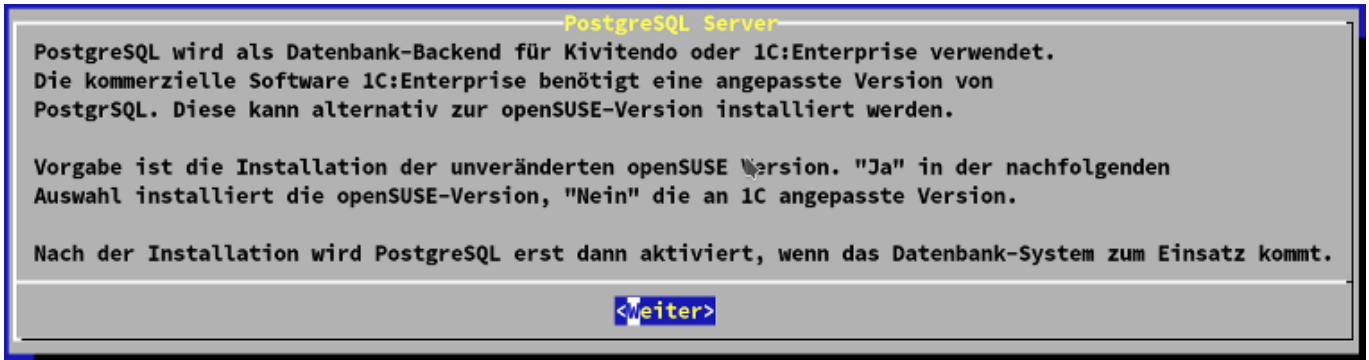 PostgreSQL Server
PostgreSQL wird als Datenbank-Backend für Kivitendo oder 1C:Enterprise verwendet.
Die kommerzielle Software 1C:Enterprise benötigt eine angepasste Version von
PostgrSQL. Diese kann alternativ zur openSUSE-Version installiert werden.
Vorgabe ist die Installation der unveränderten openSUSE Version. "Ja" in der nachfolgenden
Auswahl installiert die openSUSE-Version, "Nein" die an 1C angepasste Version.
Nach der Installation wird PostgreSQL erst dann aktiviert, wenn das Datenbank-System zum Einsatz kommt.
<Weiter>